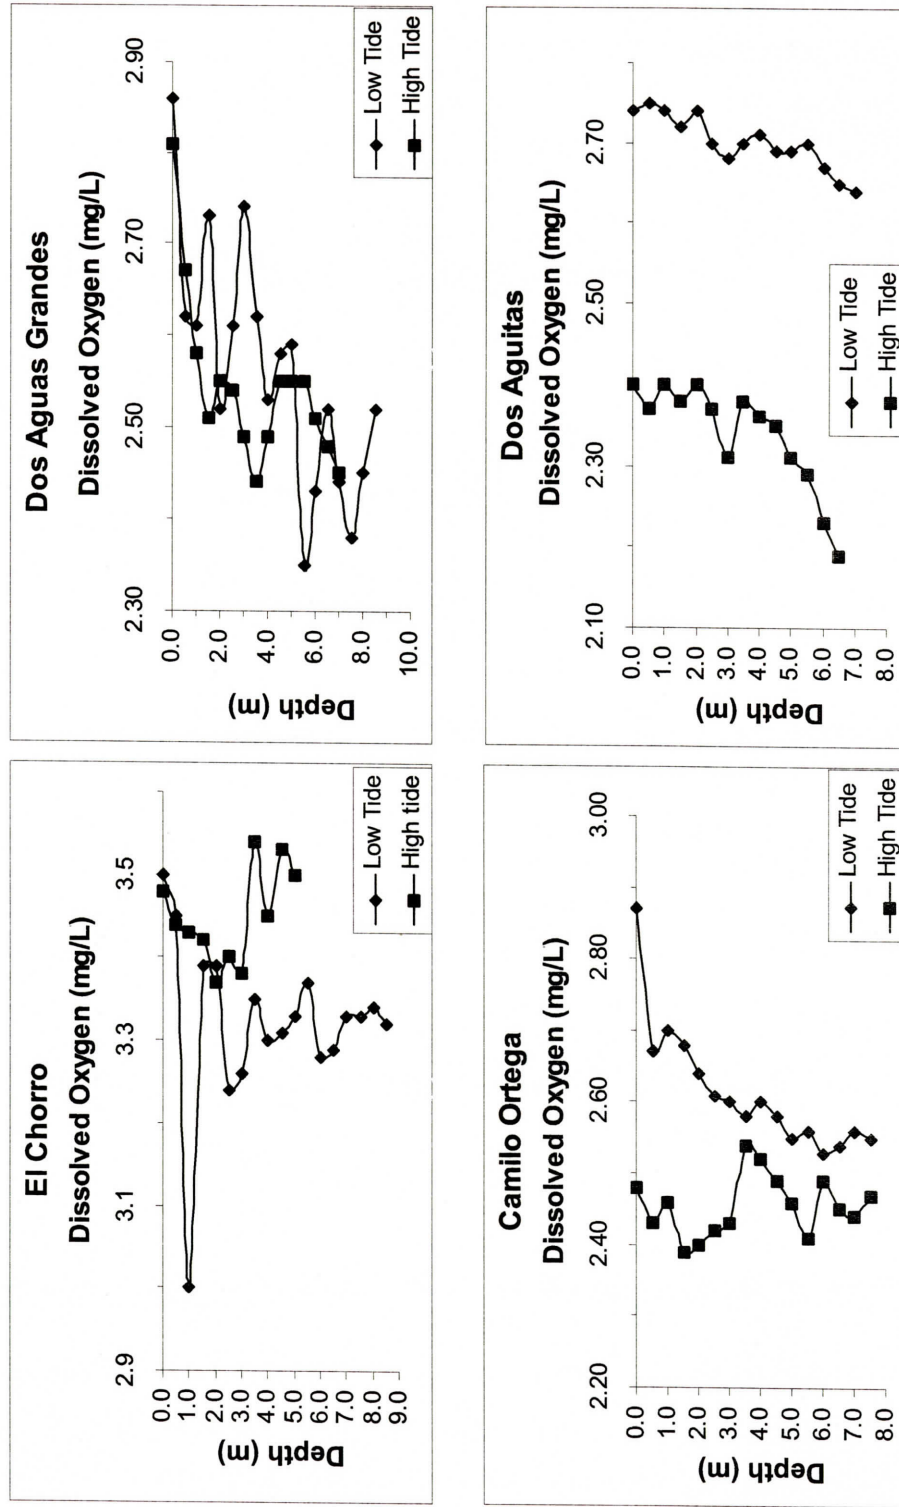 El Chorro
Dissolved Oxygen (mg/L)
2.9 3.1 3.3 3.5
0.0
1.0
2.0
3.0
4.0
5.0
6.0
7.0
8.0
9.0
Depth (m)
Low Tide
High tide
Dos Aguas Grandes
Dissolved Oxygen (mg/L)
2.30 2.50 2.70 2.90
0.0
2.0
4.0
6.0
8.0
10.0
Depth (m)
Low Tide
High Tide
Camilo Ortega
Dissolved Oxygen (mg/L)
2.20 2.40 2.60 2.80 3.00
0.0
1.0
2.0
3.0
4.0
5.0
6.0
7.0
8.0
Depth (m)
Low Tide
High Tide
Dos Aguitas
Dissolved Oxygen (mg/L)
2.10 2.30 2.50 2.70
0.0
1.0
2.0
3.0
4.0
5.0
6.0
7.0
8.0
Depth (m)
Low Tide
High Tide